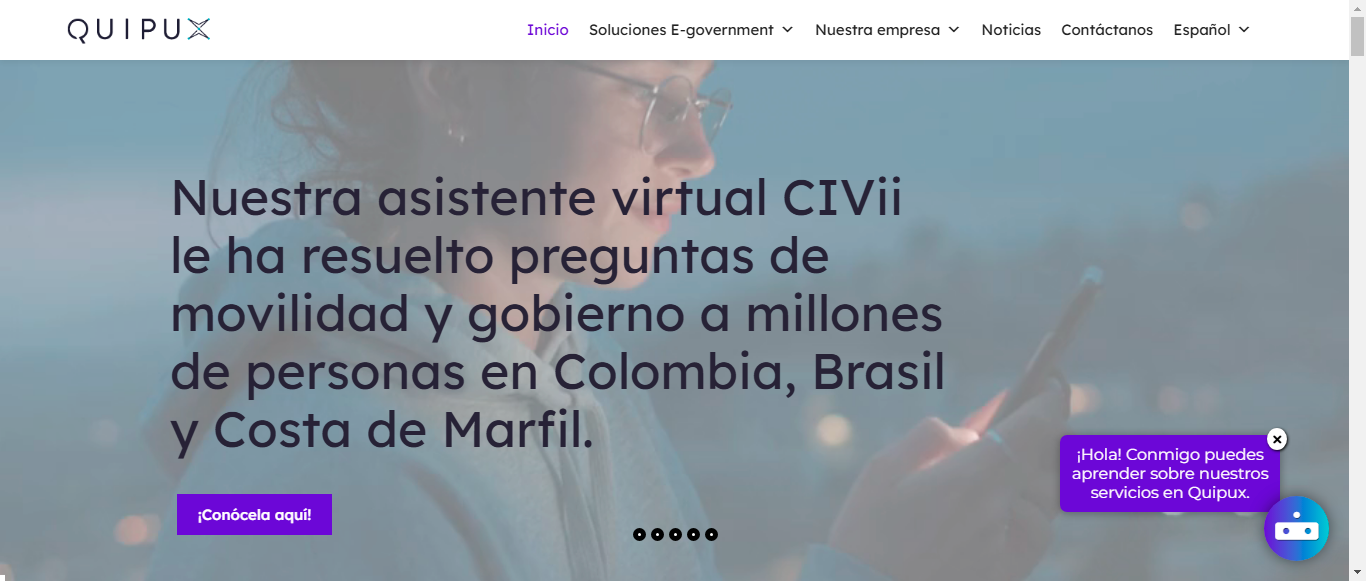 QUIPUX
Inicio
Soluciones E-government
Nuestra empresa
Noticias
Contáctanos
Español
Nuestra asistente virtual CIVii
le ha resuelto preguntas de
movilidad y gobierno a millones
de personas en Colombia, Brasil
y Costa de Marfil.
¡Conócela aquí!
¡Hola! Conmigo puedes
aprender sobre nuestros
servicios en Quipux.